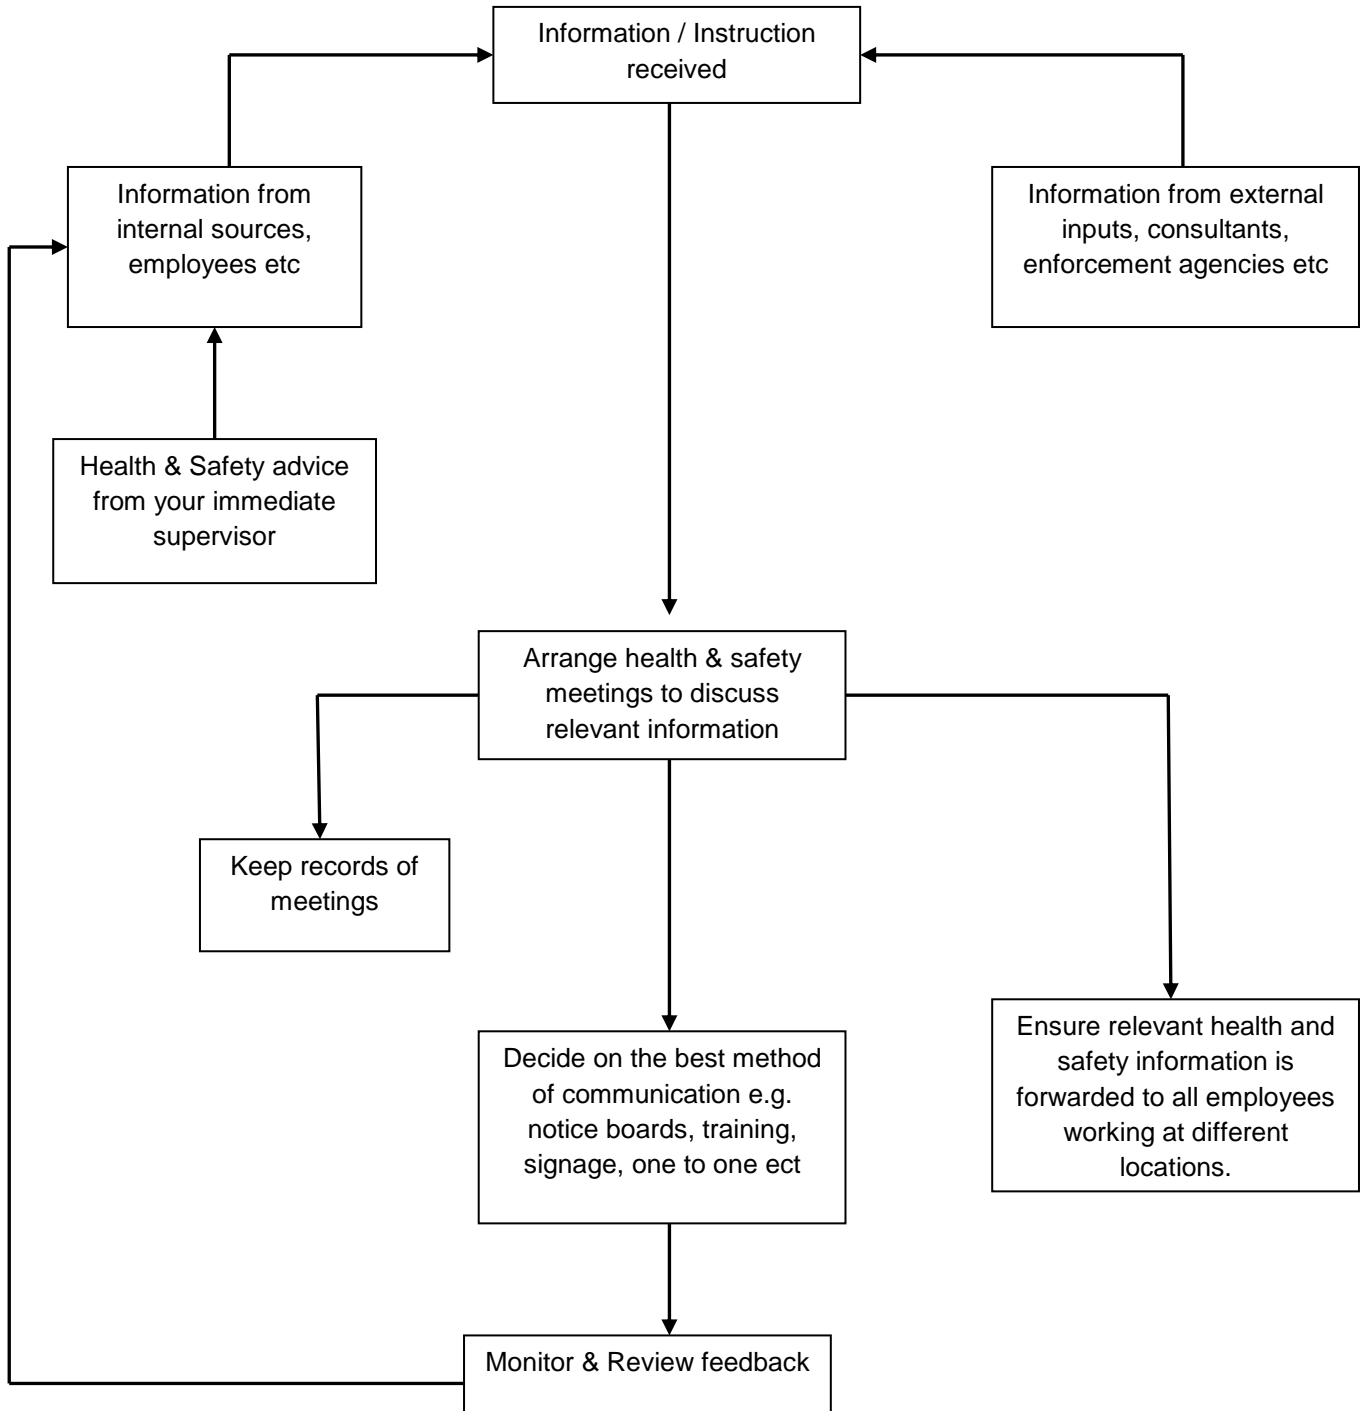 Information / Instruction
received
Information from
internal sources,
employees etc
Information from external
inputs, consultants,
enforcement agencies etc
Health & Safety advice
from your immediate
supervisor
Arrange health & safety
meetings to discuss
relevant information
Keep records of
meetings
Decide on the best method
of communication e.g.
notice boards, training,
signage, one to one ect
Ensure relevant health and
safety information is
forwarded to all employees
working at different
locations.
Monitor & Review feedback